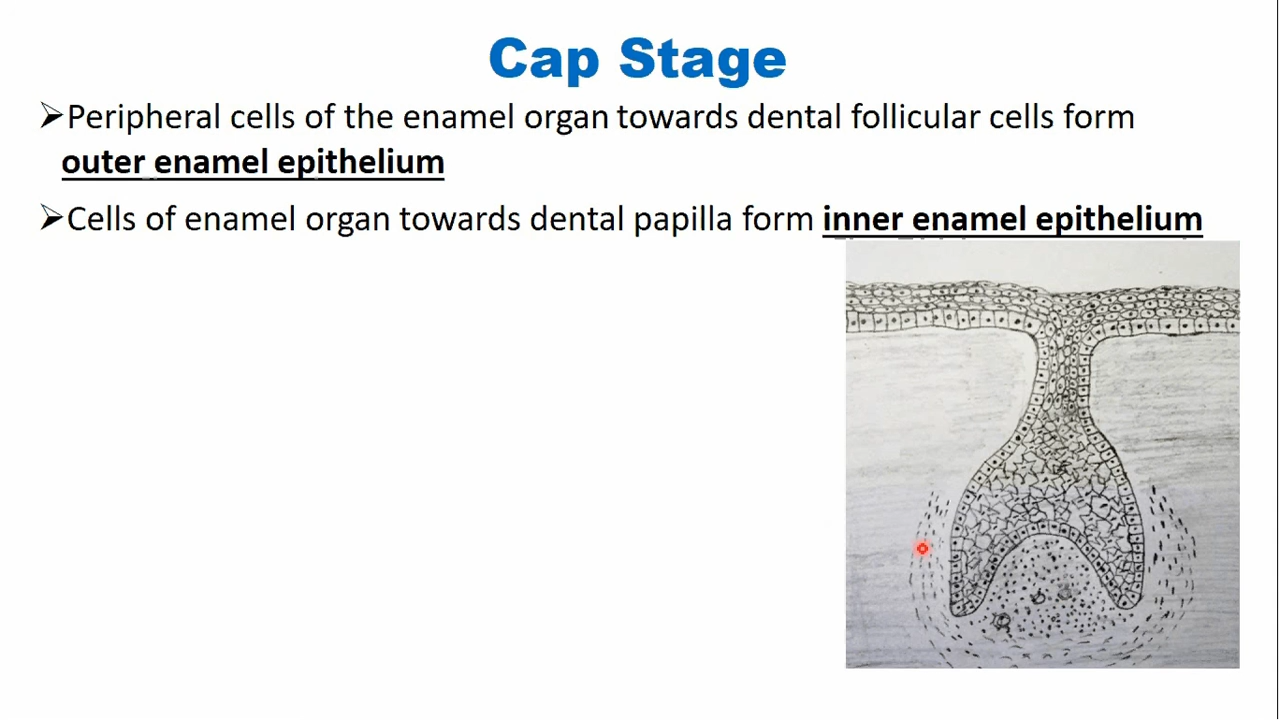 Cap Stage
➢Peripheral cells of the enamel organ towards dental follicular cells form
outer enamel epithelium
➢Cells of enamel organ towards dental papilla form inner enamel epithelium